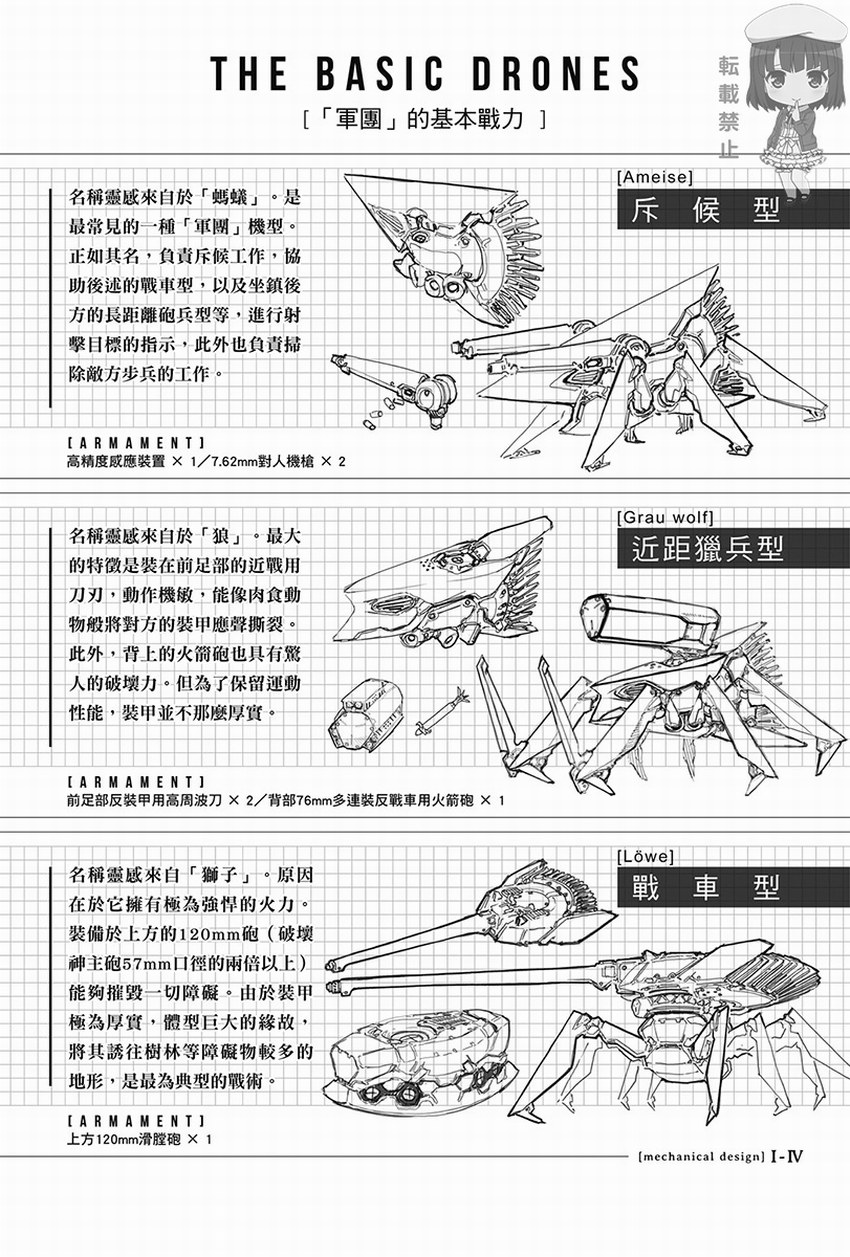 THE BASIC DRONES
[「軍團」的基本戰力 ]
転載禁止
[Ameise]
斥候型
名稱靈感來自於「螞蟻」。是
最常見的一種「軍團」機型。
正如其名，負責斥候工作，協
助後述的戰車型，以及坐鎮後
方的長距離砲兵型等，進行射
擊目標的指示，此外也負責掃
除敵方步兵的工作。
[ARMAMENT]
高精度感應裝置 × 1／7.62mm對人機槍 × 2
[Grau wolf]
近距獵兵型
名稱靈感來自於「狼」。最大
的特徵是裝在前足部的近戰用
刀刃，動作機敏，能像肉食動
物般將對方的裝甲應聲撕裂。
此外，背上的火箭砲也具有驚
人的破壞力。但為了保留運動
性能，裝甲並不那麼厚實。
[ARMAMENT]
前足部反裝甲用高周波刀 × 2／背部76mm多連裝反戰車用火箭砲 × 1
[Löwe]
戰車型
名稱靈感來自「獅子」。原因
在於它擁有極為強悍的火力。
裝備於上方的120mm砲（破壞
神主砲57mm口徑的兩倍以上）
能夠摧毀一切障礙。由於裝甲
極為厚實，體型巨大的緣故，
將其誘往樹林等障礙物較多的
地形，是最為典型的戰術。
[ARMAMENT]
上方120mm滑膛砲 × 1
[mechanical design] I-IV